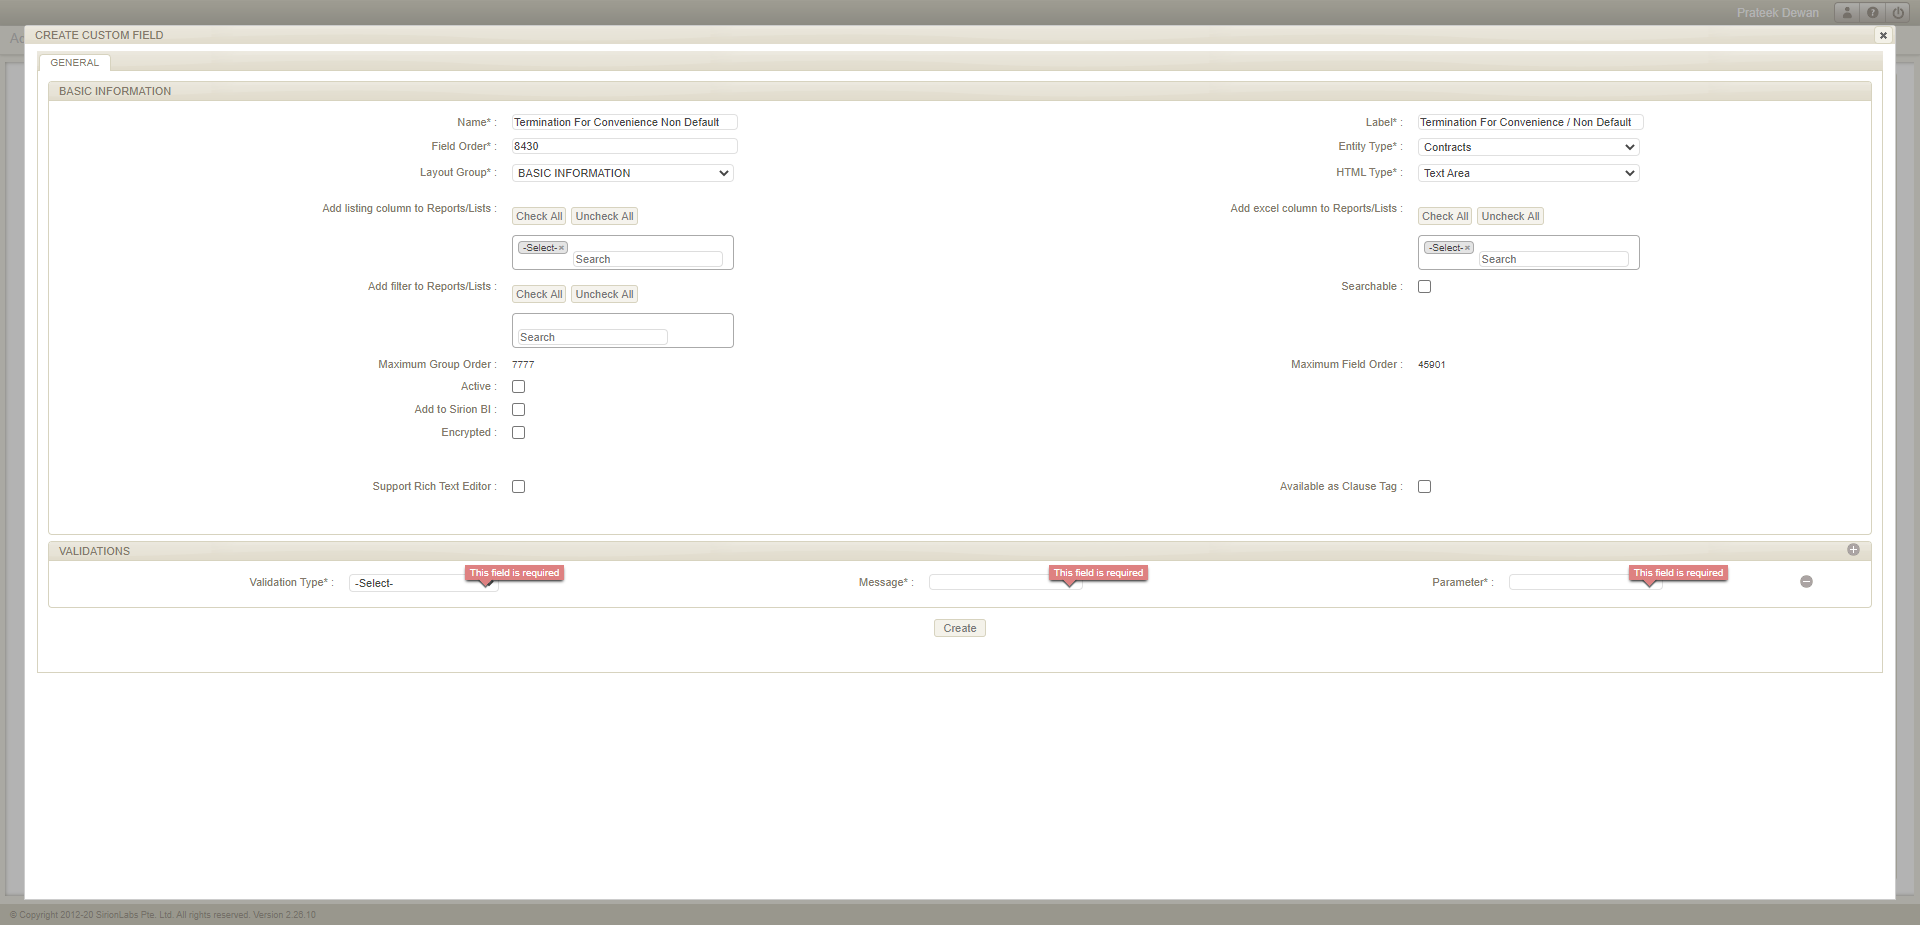 Prateek Dewan
Ac
CREATE CUSTOM FIELD
GENERAL
BASIC INFORMATION
Name* : Termination For Convenience Non Default Label* : Termination For Convenience / Non Default
Field Order* : 8430 Entity Type* : Contracts
Layout Group* : BASIC INFORMATION HTML Type* : Text Area
Add listing column to Reports/Lists : Check All Uncheck All Add excel column to Reports/Lists : Check All Uncheck All
-Select-× Search -Select-× Search
Add filter to Reports/Lists : Check All Uncheck All Searchable :
Search
Maximum Group Order : 7777 Maximum Field Order : 45901
Active :
Add to Sirion BI :
Encrypted :
Support Rich Text Editor : Available as Clause Tag :
VALIDATIONS
This field is required This field is required This field is required
Validation Type* : -Select- Message* : Parameter* :
Create
© Copyright 2012-20 SirionLabs Pte. Ltd. All rights reserved. Version 2.26.10